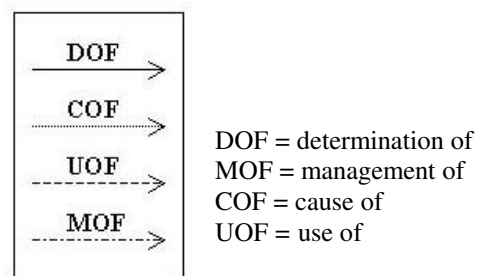 DOF
COF
UOF
MOF
DOF = determination of
MOF = management of
COF = cause of
UOF = use of